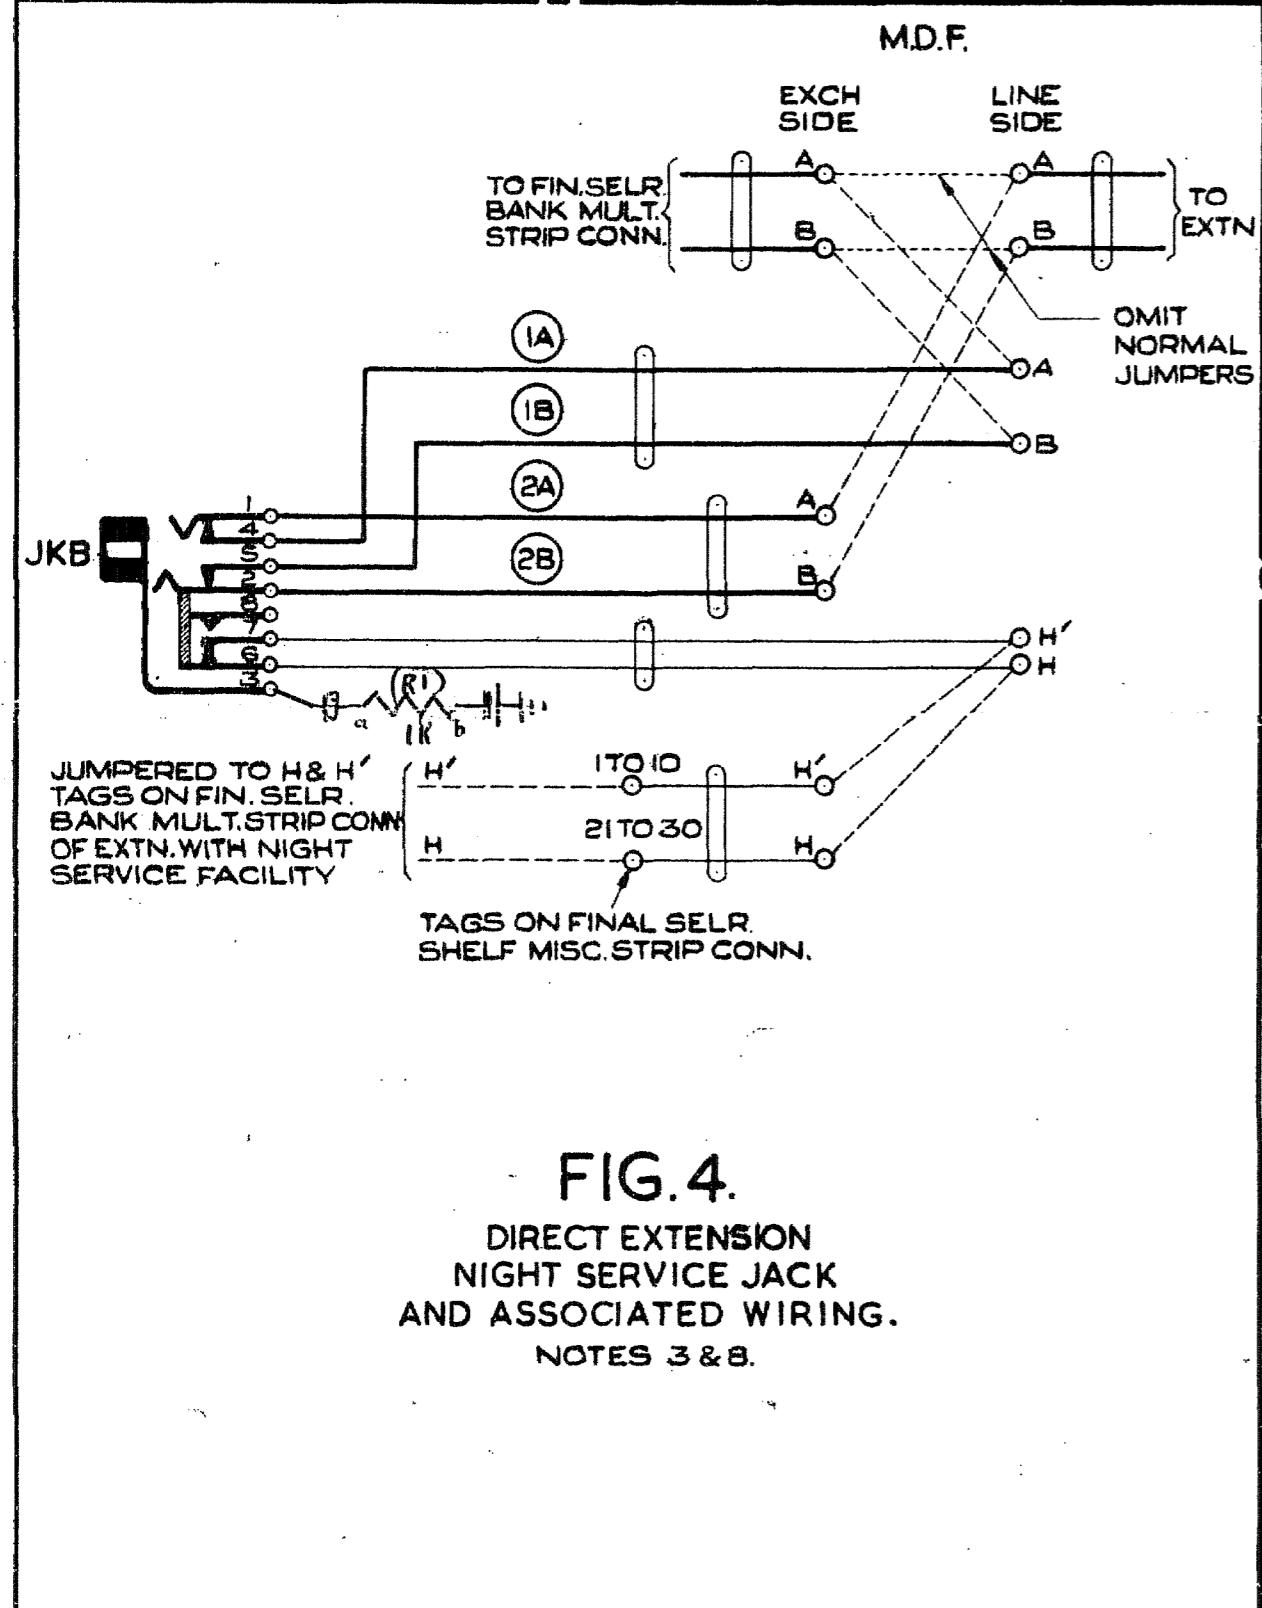 M.D.F.
EXCH
SIDE
LINE
SIDE
TO FIN.SELR.
BANK MULT.
STRIP CONN.
A
A
B
B
TO
EXTN
OMIT
NORMAL
JUMPERS
1A
A
1B
B
2A
A
2B
B
JKB
1
4
5
2
8
7
6
3
H'
H
(R1)
a
1K
b
JUMPERED TO H & H'
TAGS ON FIN. SELR.
BANK MULT.STRIP CONN
OF EXTN.WITH NIGHT
SERVICE FACILITY
H'
1 TO 10
H'
H
21 TO 30
H
TAGS ON FINAL SELR.
SHELF MISC.STRIP CONN.
FIG. 4.
DIRECT EXTENSION
NIGHT SERVICE JACK
AND ASSOCIATED WIRING.
NOTES 3 & 8.